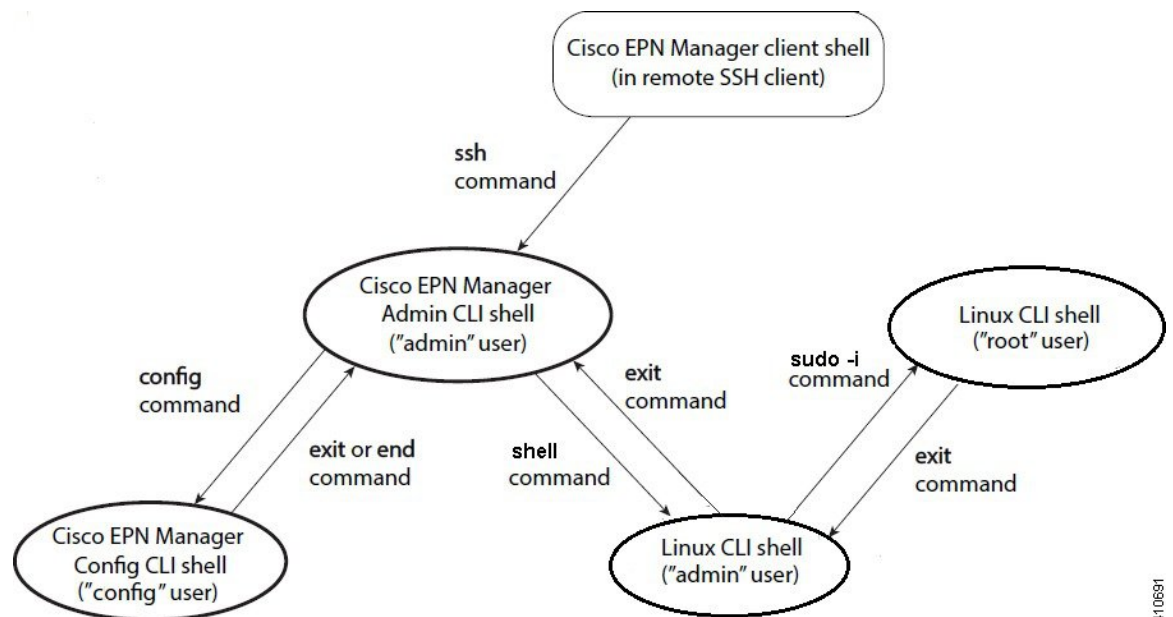 Cisco EPN Manager client shell
(in remote SSH client)
ssh
command
Cisco EPN Manager
Admin CLI shell
("admin" user)
Linux CLI shell
("root" user)
config
command
exit
command
sudo -i
command
exit or end
command
shell
command
exit
command
Cisco EPN Manager
Config CLI shell
("config" user)
Linux CLI shell
("admin" user)
410691